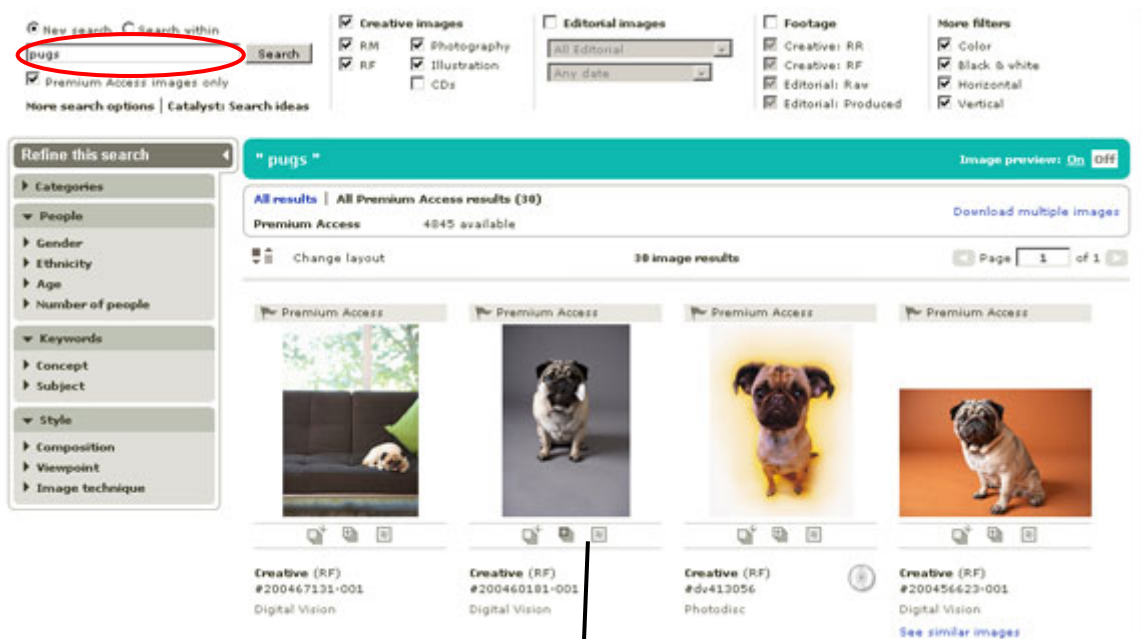 New search Search within
pugs Search
Premium Access images only
More search options | Catalyst: Search ideas
Creative images
RM Photography
RF Illustration
CDs
Editorial images
All Editorial
Any date
Footage
Creative: RR
Creative: RF
Editorial: Raw
Editorial: Produced
More filters
Color
Black & white
Horizontal
Vertical
Refine this search
Categories
People
Gender
Ethnicity
Age
Number of people
Keywords
Concept
Subject
Style
Composition
Viewpoint
Image technique
" pugs " Image preview: On Off
All results | All Premium Access results (30)
Premium Access 4845 available
Download multiple images
Change layout 30 image results Page 1 of 1
Premium Access Premium Access Premium Access Premium Access
Creative (RF) Creative (RF) Creative (RF) Creative (RF)
#200467131-001 #200460181-001 #dv413056 #200456623-001
Digital Vision Digital Vision Photodisc Digital Vision
See similar images